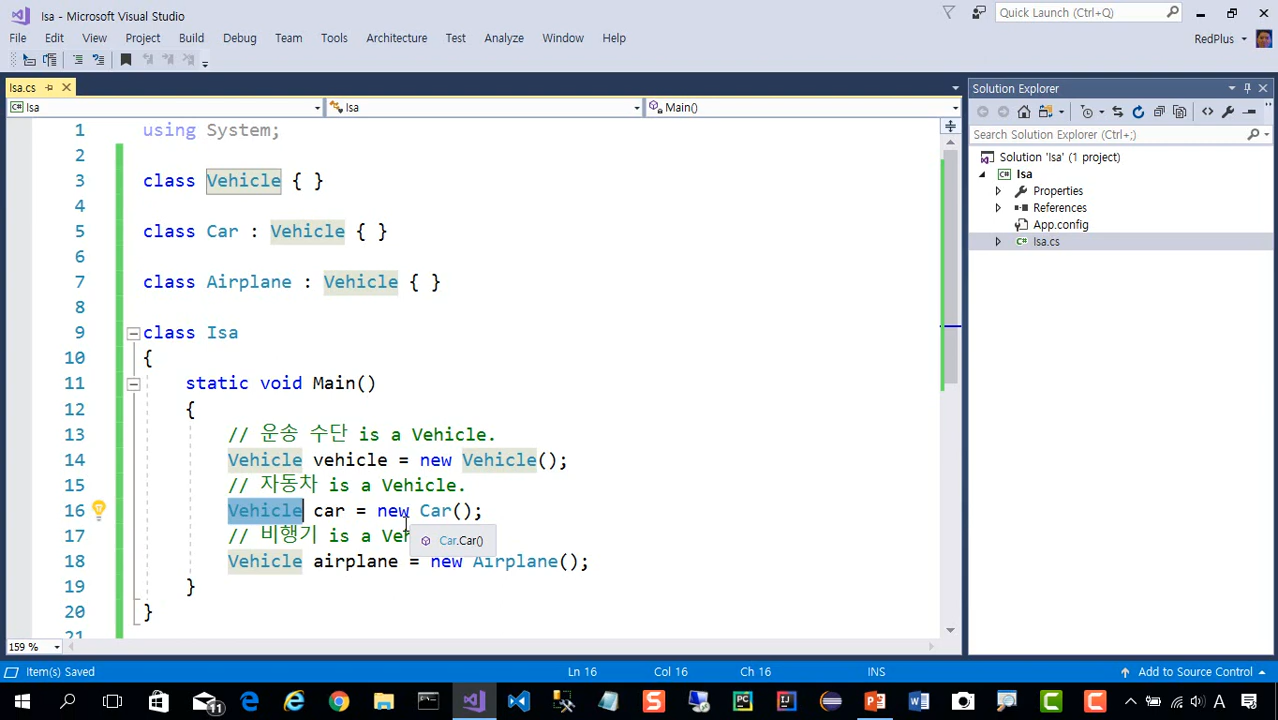 Isa - Microsoft Visual Studio
Quick Launch (Ctrl+Q)
File Edit View Project Build Debug Team Tools Architecture Test Analyze Window Help
RedPlus
Isa.cs
Solution Explorer
Isa Isa Main()
Search Solution Explorer (Ctrl+;)
Solution 'Isa' (1 project)
Isa
Properties
References
App.config
Isa.cs
1 using System;
2
3 class Vehicle { }
4
5 class Car : Vehicle { }
6
7 class Airplane : Vehicle { }
8
9 class Isa
10 {
11 static void Main()
12 {
13 // 운송 수단 is a Vehicle.
14 Vehicle vehicle = new Vehicle();
15 // 자동차 is a Vehicle.
16 Vehicle car = new Car();
17 // 비행기 is a Veh
Car.Car()
18 Vehicle airplane = new Airplane();
19 }
20 }
21
159 %
Item(s) Saved Ln 16 Col 16 Ch 16 INS Add to Source Control
11 PC IJ A